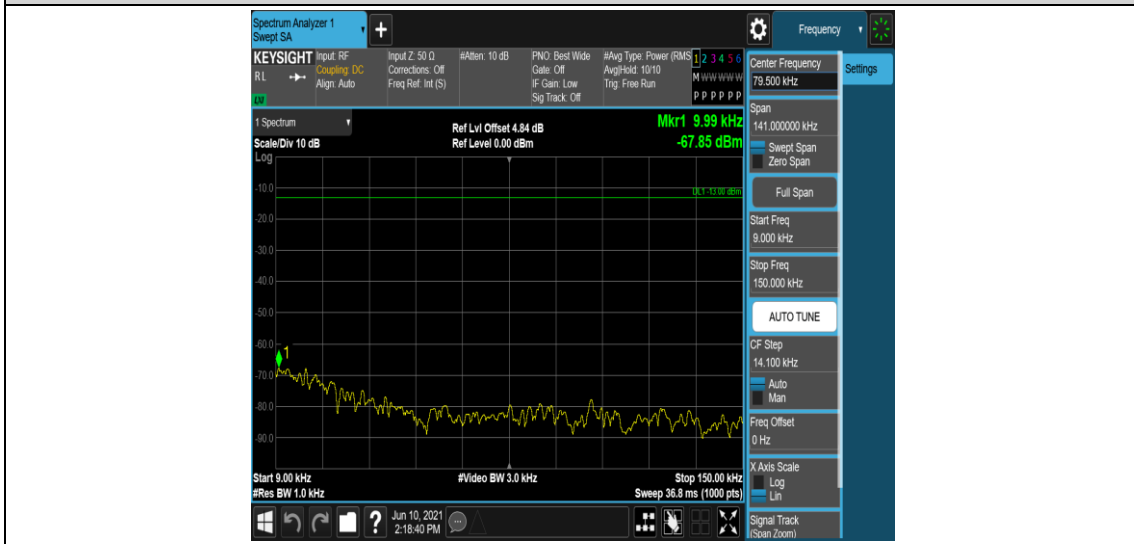 Spectrum Analyzer 1
Swept SA
Frequency
KEYSIGHT
RL
LXI
Input: RF
Coupling: DC
Align: Auto
Input Z: 50 Ω
Corrections: Off
Freq Ref: Int (S)
#Atten: 10 dB
PNO: Best Wide
Gate: Off
IF Gain: Low
Sig Track: Off
#Avg Type: Power (RMS
Avg|Hold: 10/10
Trig: Free Run
1 2 3 4 5 6
M W W W W W
P P P P P P
1 Spectrum
Scale/Div 10 dB
Log
Ref Lvl Offset 4.84 dB
Ref Level 0.00 dBm
Mkr1 9.99 kHz
-67.85 dBm
DL1 -13.00 dBm
-10.0
-20.0
-30.0
-40.0
-50.0
-60.0
1
-70.0
-80.0
-90.0
Start 9.00 kHz
#Res BW 1.0 kHz
#Video BW 3.0 kHz
Stop 150.00 kHz
Sweep 36.8 ms (1000 pts)
Jun 10, 2021
2:18:40 PM
Center Frequency
79.500 kHz
Settings
Span
141.000000 kHz
Swept Span
Zero Span
Full Span
Start Freq
9.000 kHz
Stop Freq
150.000 kHz
AUTO TUNE
CF Step
14.100 kHz
Auto
Man
Freq Offset
0 Hz
X Axis Scale
Log
Lin
Signal Track
(Span Zoom)